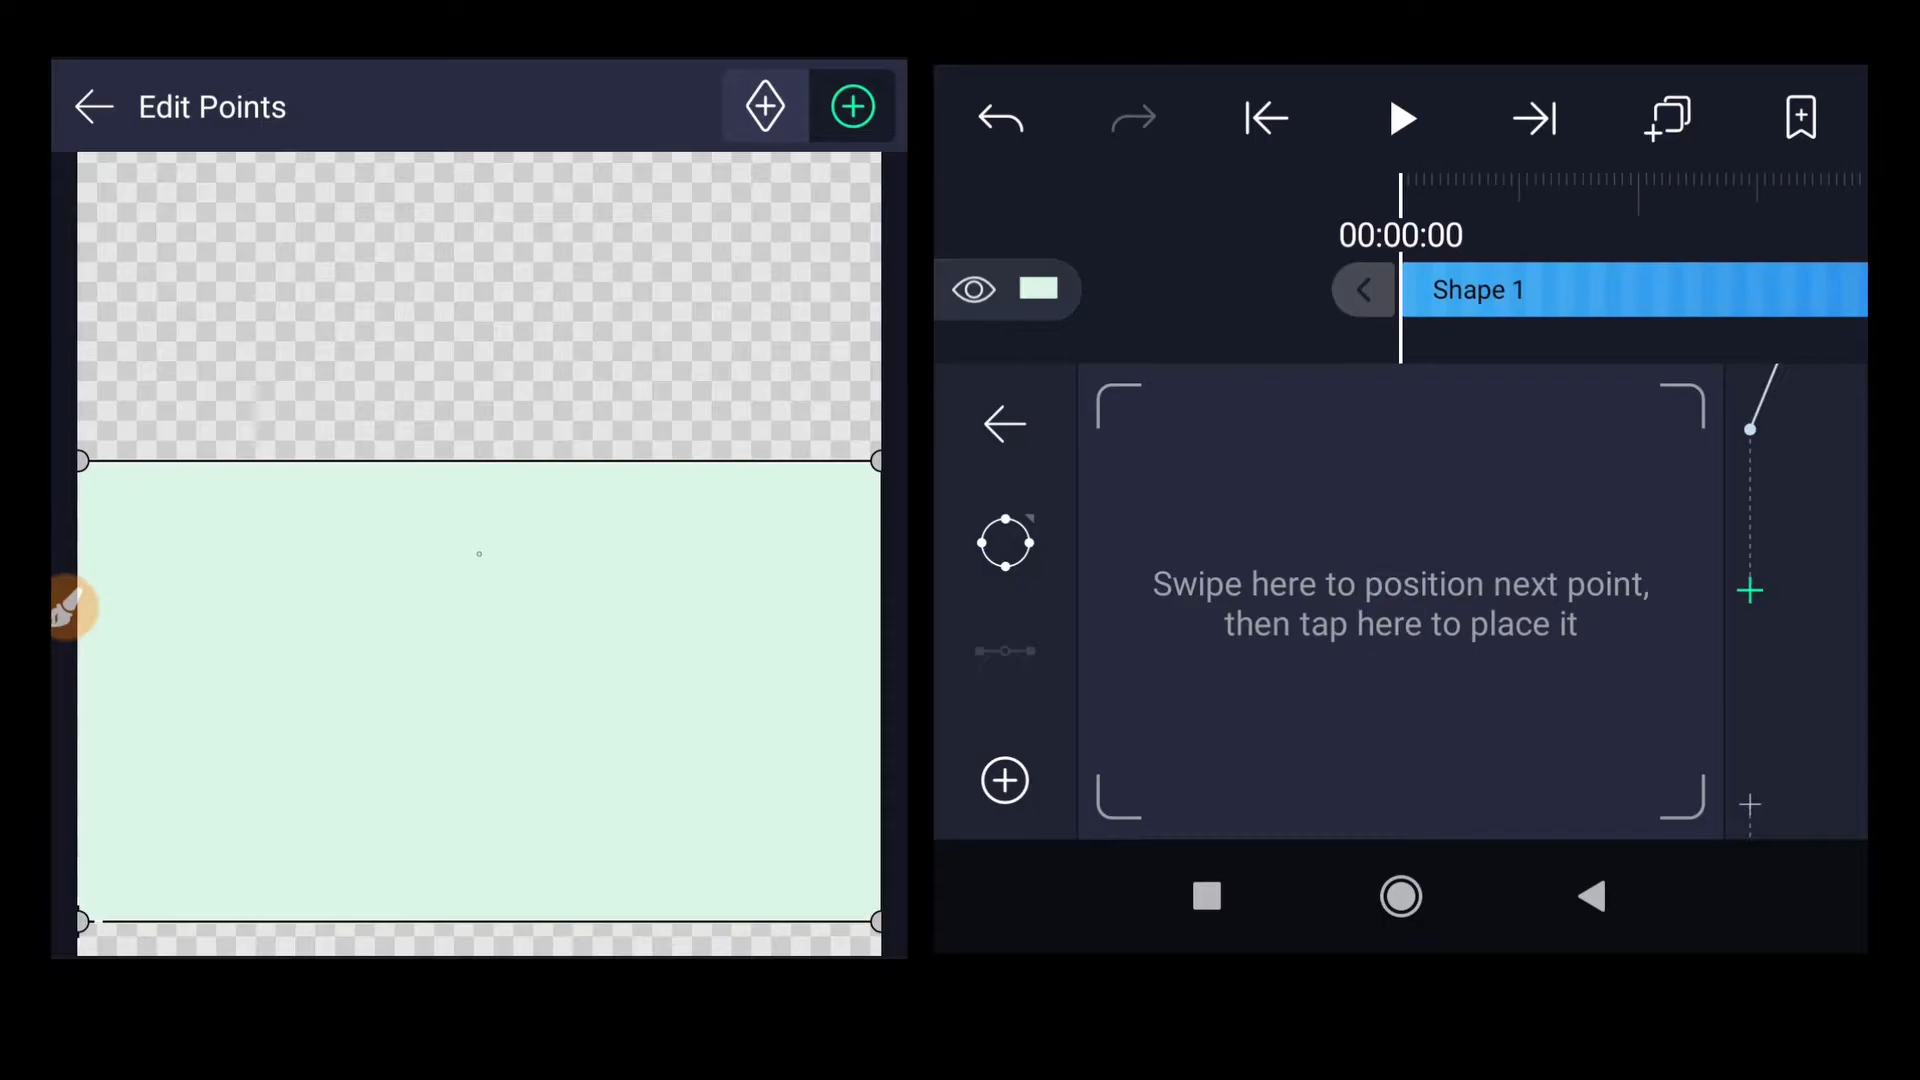 Edit Points
00:00:00
Shape 1
Swipe here to position next point,
then tap here to place it